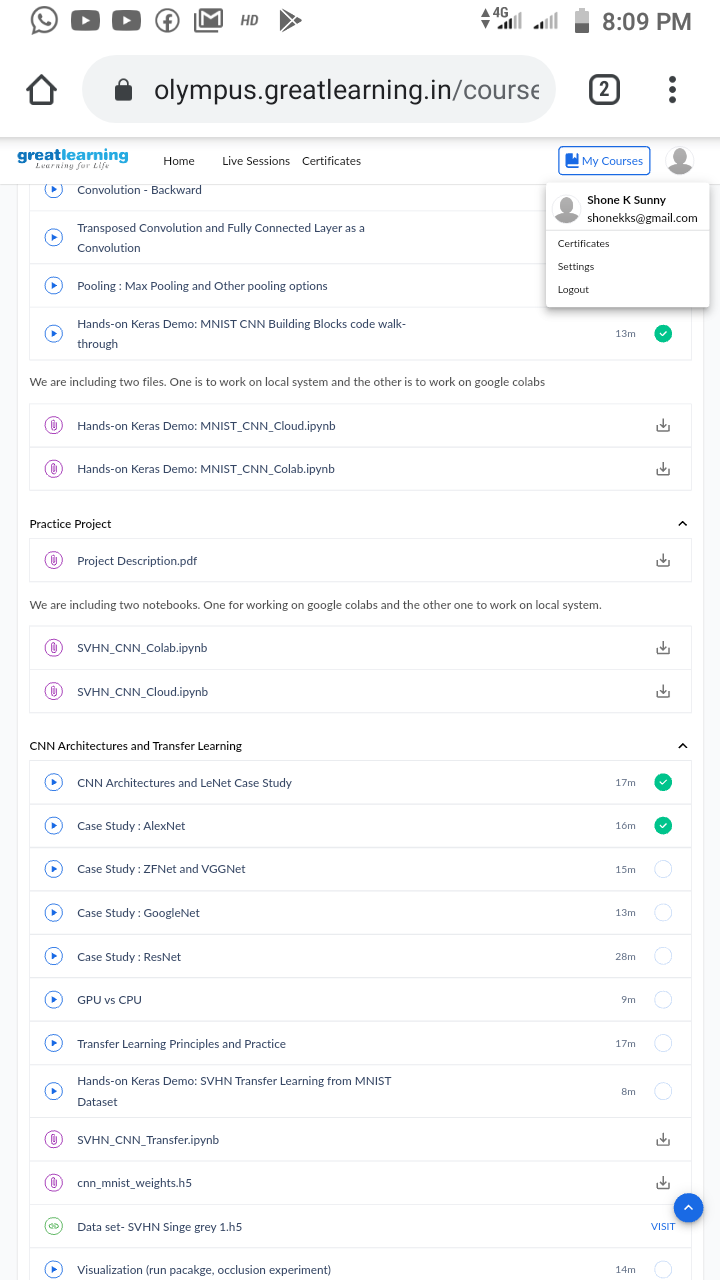 HD
4G
8:09 PM
olympus.greatlearning.in/course
2
greatlearning
Learning for Life
Home
Live Sessions
Certificates
My Courses
Convolution - Backward
Shone K Sunny
shonekks@gmail.com
Certificates
Settings
Logout
Transposed Convolution and Fully Connected Layer as a
Convolution
Pooling : Max Pooling and Other pooling options
Hands-on Keras Demo: MNIST CNN Building Blocks code walk-
through
13m
We are including two files. One is to work on local system and the other is to work on google colabs
Hands-on Keras Demo: MNIST_CNN_Cloud.ipynb
Hands-on Keras Demo: MNIST_CNN_Colab.ipynb
Practice Project
Project Description.pdf
We are including two notebooks. One for working on google colabs and the other one to work on local system.
SVHN_CNN_Colab.ipynb
SVHN_CNN_Cloud.ipynb
CNN Architectures and Transfer Learning
CNN Architectures and LeNet Case Study 17m
Case Study : AlexNet 16m
Case Study : ZFNet and VGGNet 15m
Case Study : GoogleNet 13m
Case Study : ResNet 28m
GPU vs CPU 9m
Transfer Learning Principles and Practice 17m
Hands-on Keras Demo: SVHN Transfer Learning from MNIST
Dataset
8m
SVHN_CNN_Transfer.ipynb
cnn_mnist_weights.h5
Data set- SVHN Singe grey 1.h5 VISIT
Visualization (run pacakge, occlusion experiment) 14m